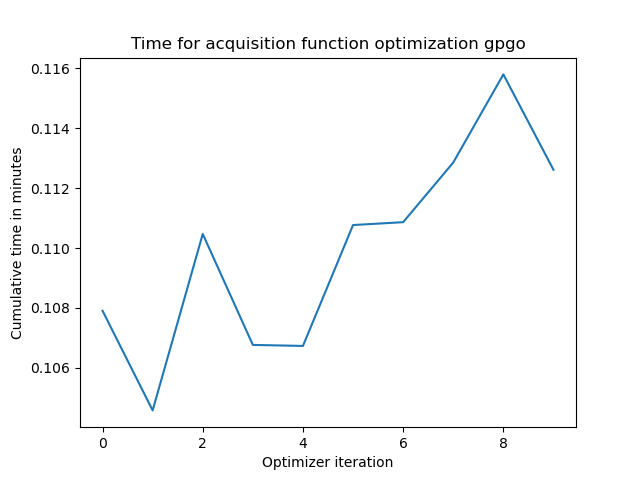 Time for acquisition function optimization gpgo
0.116
0.114
0.112
0.110
0.108
0.106
Cumulative time in minutes
0 2 4 6 8
Optimizer iteration